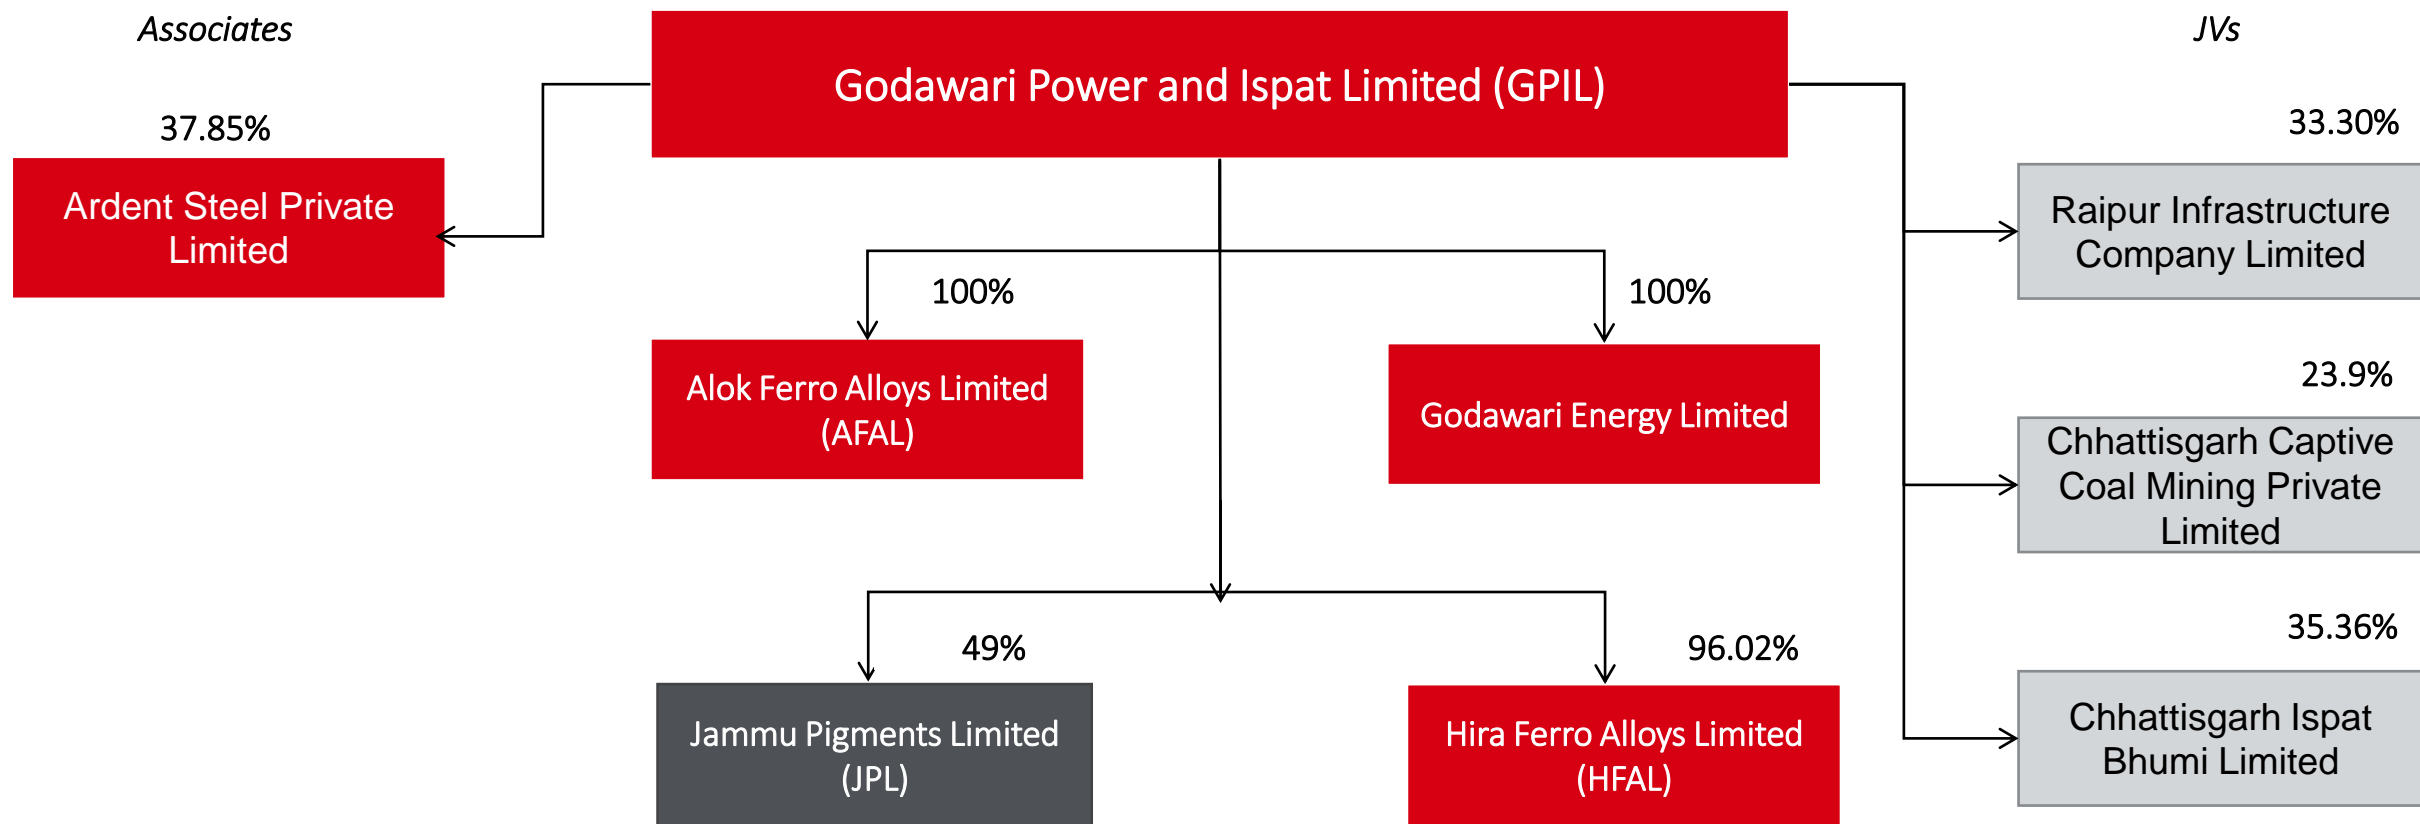 Associates
Godawari Power and Ispat Limited (GPIL)
JVs
37.85%
Ardent Steel Private
Limited
33.30%
Raipur Infrastructure
Company Limited
100%
Alok Ferro Alloys Limited
(AFAL)
100%
Godawari Energy Limited
23.9%
Chhattisgarh Captive
Coal Mining Private
Limited
49%
Jammu Pigments Limited
(JPL)
96.02%
Hira Ferro Alloys Limited
(HFAL)
35.36%
Chhattisgarh Ispat
Bhumi Limited